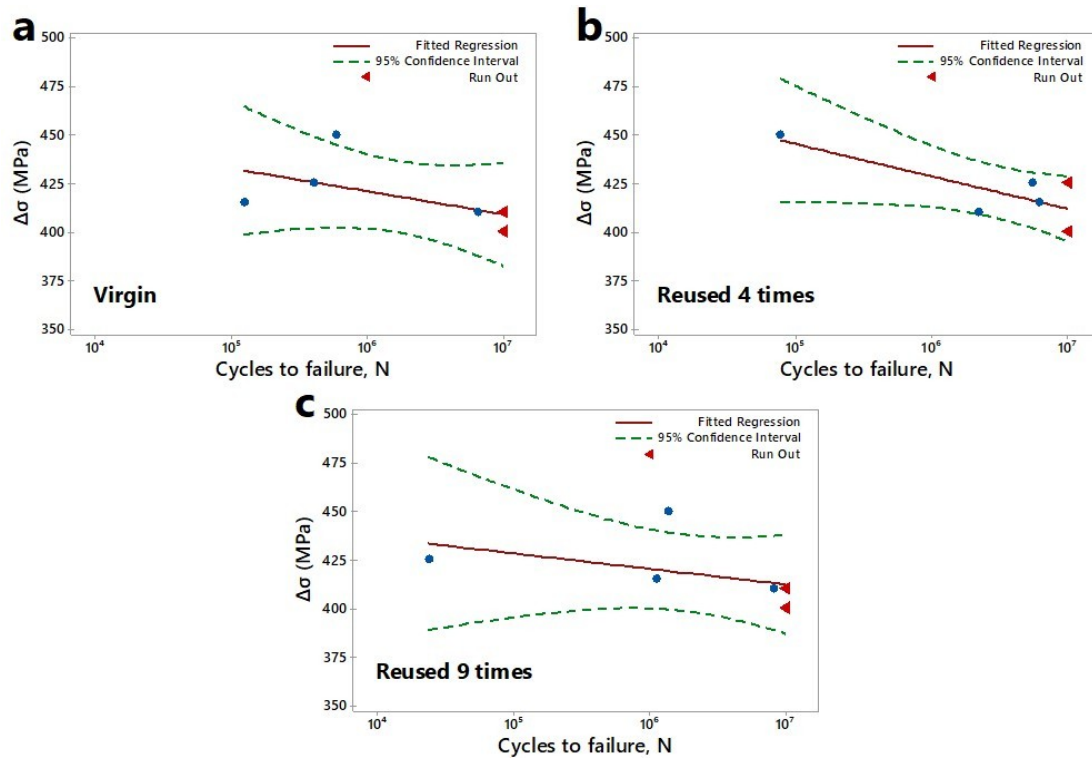 a
500
475
450
425
400
375
350
Δσ (MPa)
Fitted Regression
95% Confidence Interval
Run Out
Virgin
10⁴
10⁵
10⁶
10⁷
Cycles to failure, N
b
500
475
450
425
400
375
350
Δσ (MPa)
Fitted Regression
95% Confidence Interval
Run Out
Reused 4 times
10⁴
10⁵
10⁶
10⁷
Cycles to failure, N
c
500
475
450
425
400
375
350
Δσ (MPa)
Fitted Regression
95% Confidence Interval
Run Out
Reused 9 times
10⁴
10⁵
10⁶
10⁷
Cycles to failure, N